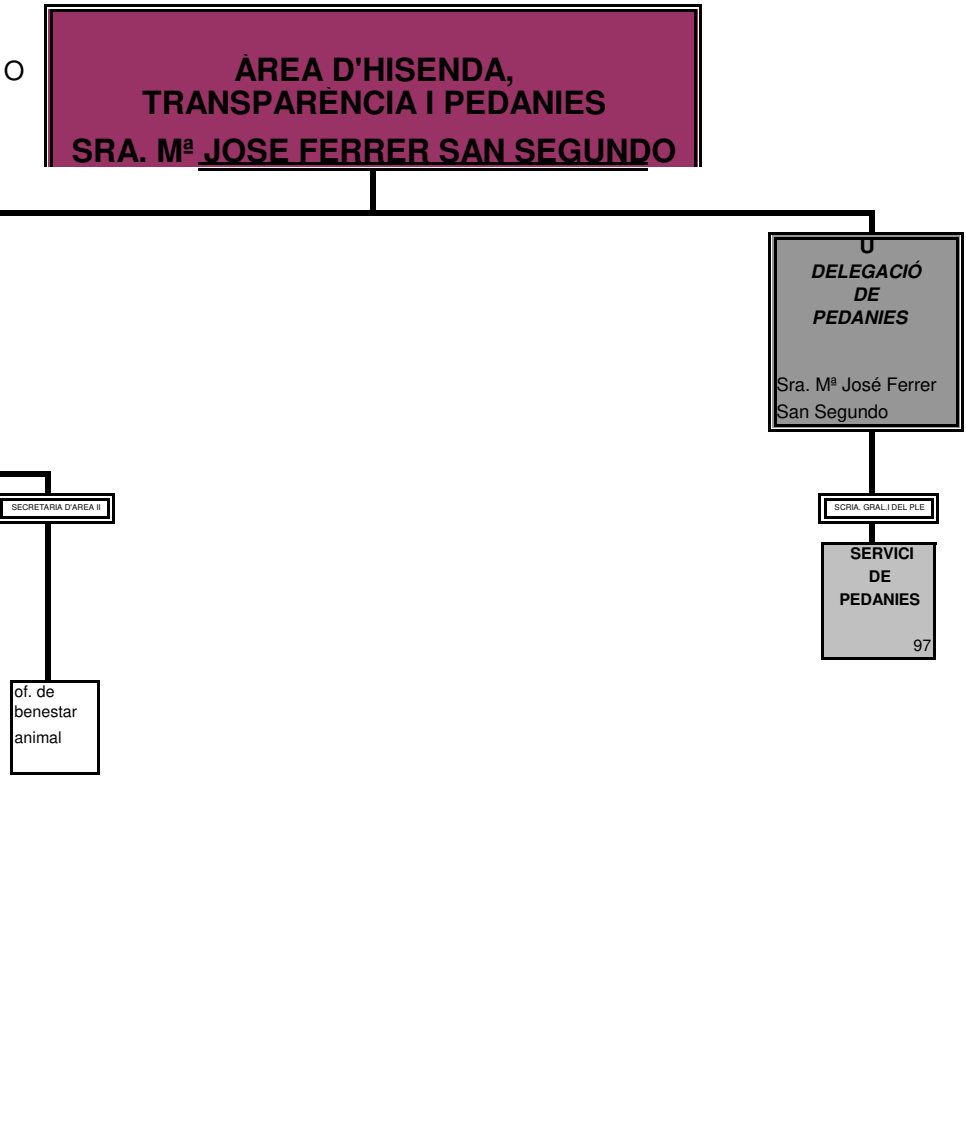 O
ÀREA D'HISENDA,
TRANSPARÈNCIA I PEDANIES
SRA. Mª JOSE FERRER SAN SEGUNDO
U
DELEGACIÓ
DE
PEDANIES
Sra. Mª José Ferrer
San Segundo
SECRETARIA D'AREA II
SCRIA. GRAL.I DEL PLE
SERVICI
DE
PEDANIES
97
of. de
benestar
animal